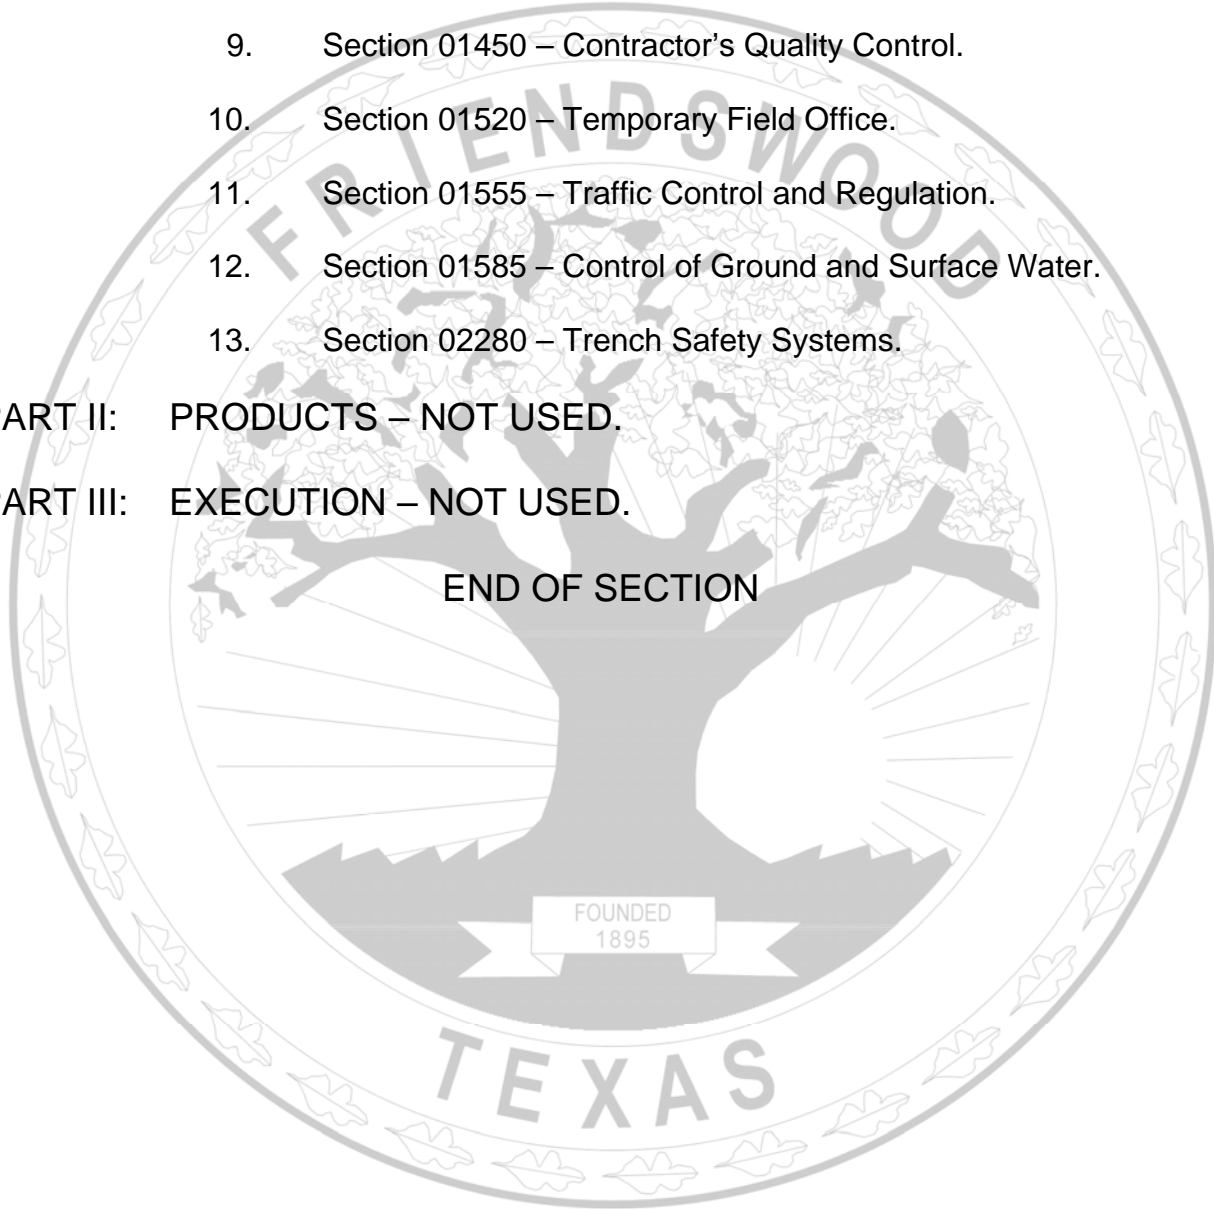 9. Section 01450 – Contractor’s Quality Control.
10. Section 01520 – Temporary Field Office.
11. Section 01555 – Traffic Control and Regulation.
12. Section 01585 – Control of Ground and Surface Water.
13. Section 02280 – Trench Safety Systems.
ART II: PRODUCTS – NOT USED.
ART III: EXECUTION – NOT USED.
END OF SECTION
FRIENDSWOOD
FOUNDED
1895
TEXAS